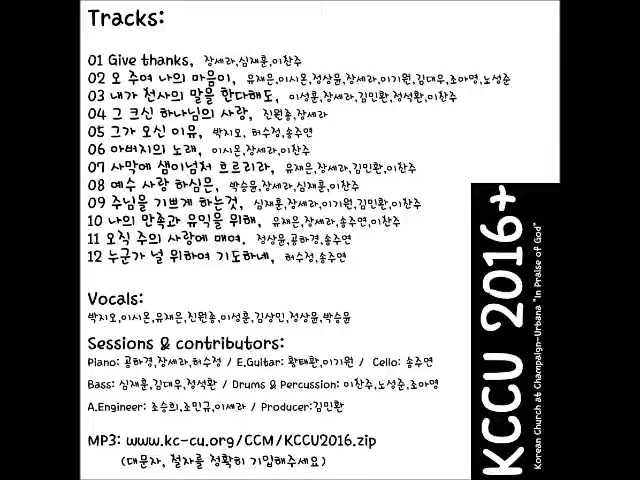 Tracks:
01 Give thanks, 장세라,심재훈,이찬주
02 오 주여 나의 마음이, 유재은,이시온,정상윤,장세라,이기원,김대우,조아영,노성준
03 내가 천사의 말을 한다해도, 이성훈,장세라,김민환,정석환,이찬주
04 그 크신 하나님의 사랑, 진원종,장세라
05 그가 오신 이유, 박지오, 허수정,송주연
06 아버지의 노래, 이시온,장세라,이찬주
07 사막에 샘이넘쳐 흐르리라, 유재은,장세라,김민환,이찬주
08 예수 사랑 하심은, 박승윤,장세라,심재훈,이찬주
09 주님을 기쁘게 하는것, 심재훈,장세라,이기원,김민환,이찬주
10 나의 만족과 유익을 위해, 유재은,장세라,송주연,이찬주
11 오직 주의 사랑에 매여. 정상윤,공하경,송주연
12 누군가 널 위하여 기도하네, 허수정,송주연
Vocals:
박지오,이시온,유재은,진원종,이성훈,김상민,정상윤,박승윤
Sessions & contributors:
Piano: 공하경,장세라,허수정 / E.Guitar: 황태환,이기원 / Cello: 송주연
Bass: 심재훈,김대우,정석환 / Drums & Percussion: 이찬주,노성준,조아영
A.Engineer: 조승희,조민규,이세라 / Producer:김민환
MP3: www.kc-cu.org/CCM/KCCU2016.zip
(대문자, 철자를 정확히 기입해주세요)
KCCU 2016+
Korean Church at Champaign-Urbana "In Praise of God"